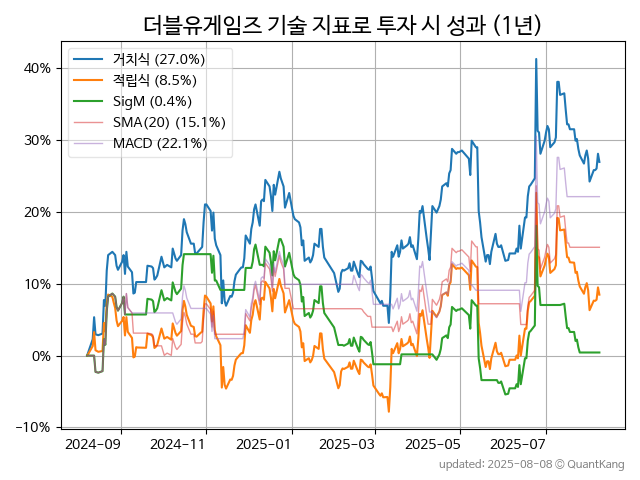 더블유게임즈 기술 지표로 투자 시 성과 (1년)
거치식 (27.0%)
적립식 (8.5%)
SigM (0.4%)
SMA(20) (15.1%)
MACD (22.1%)
40%
30%
20%
10%
0%
−10%
2024-09 2024-11 2025-01 2025-03 2025-05 2025-07
updated: 2025-08-08 © QuantKang